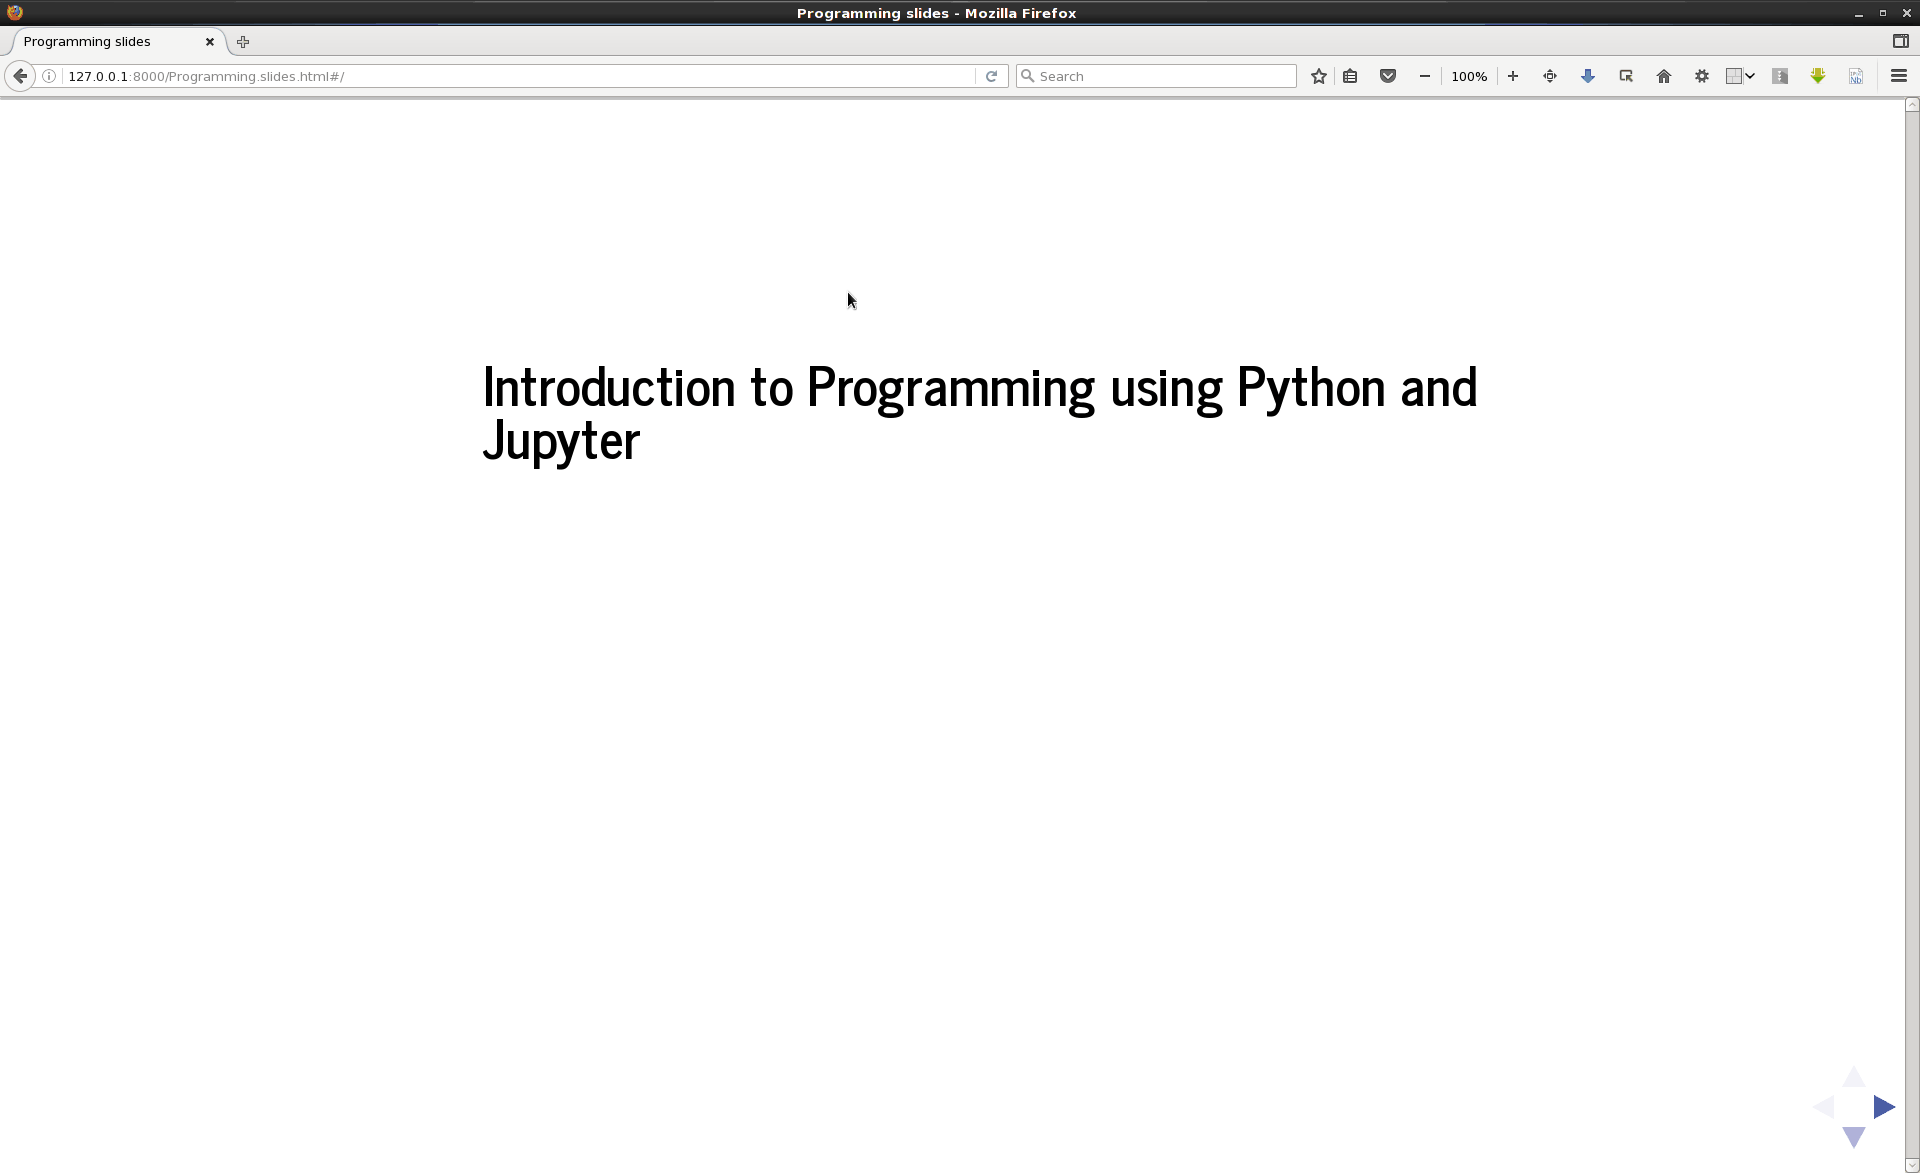 Programming slides - Mozilla Firefox
Programming slides
127.0.0.1:8000/Programming.slides.html#/
Search
100%
Nb
Introduction to Programming using Python and
Jupyter